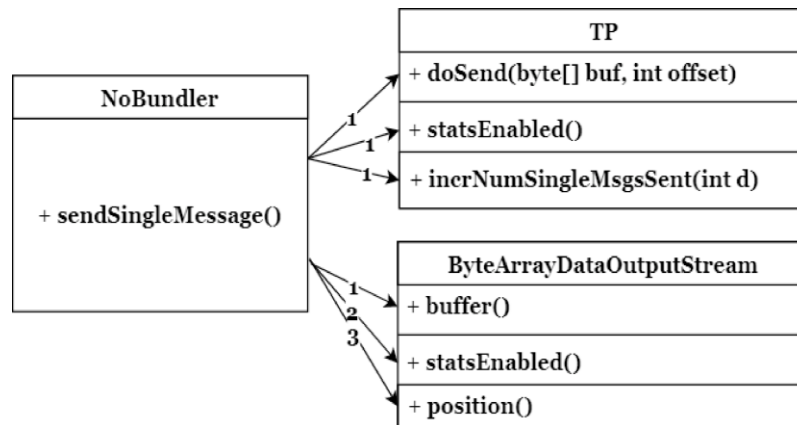 NoBundler
+ sendSingleMessage()
TP
+ doSend(byte[] buf, int offset)
+ statsEnabled()
+ incrNumSingleMsgsSent(int d)
1
1
1
ByteArrayDataOutputStream
+ buffer()
+ statsEnabled()
+ position()
1
2
3